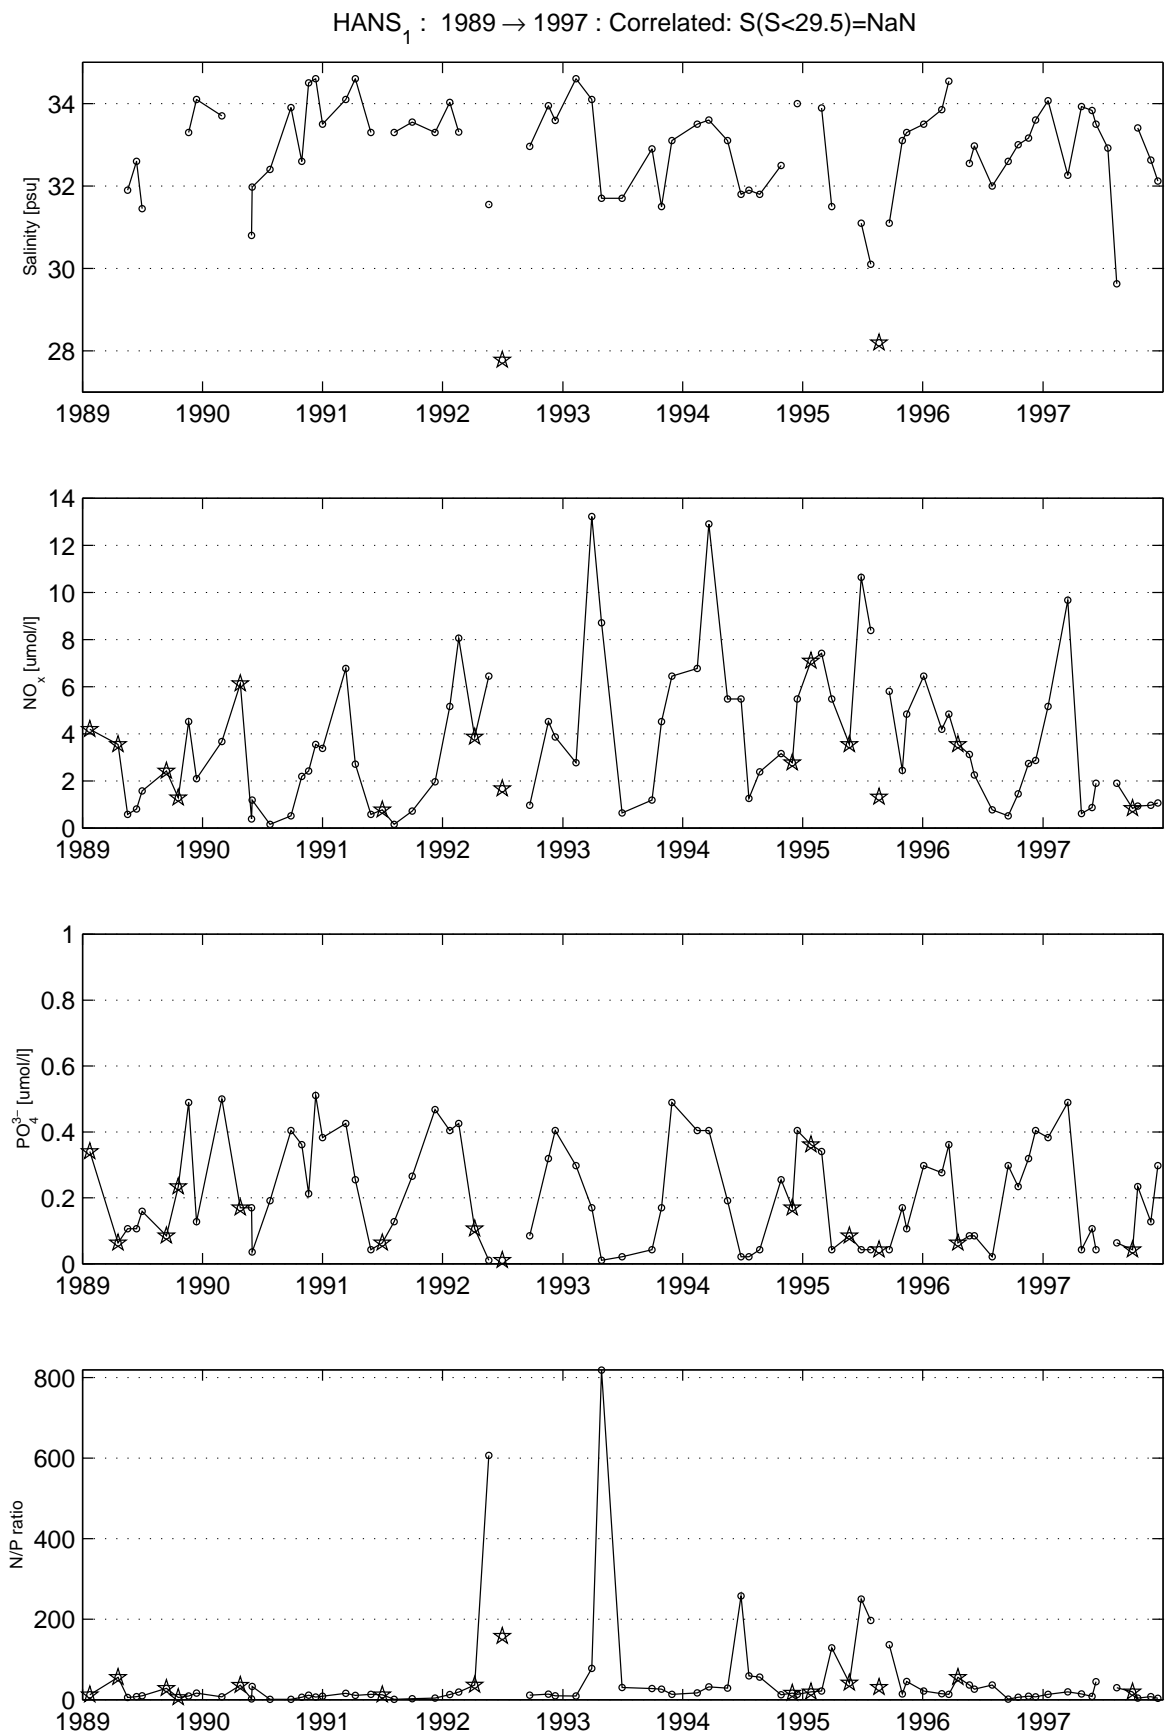 HANS₁ : 1989 → 1997 : Correlated: S(S<29.5)=NaN
34
32
30
28
Salinity [psu]
1989 1990 1991 1992 1993 1994 1995 1996 1997
14
12
10
8
6
4
2
0
NOₓ [umol/l]
1989 1990 1991 1992 1993 1994 1995 1996 1997
1
0.8
0.6
0.4
0.2
0
PO₄³⁻ [umol/l]
1989 1990 1991 1992 1993 1994 1995 1996 1997
800
600
400
200
0
N/P ratio
1989 1990 1991 1992 1993 1994 1995 1996 1997